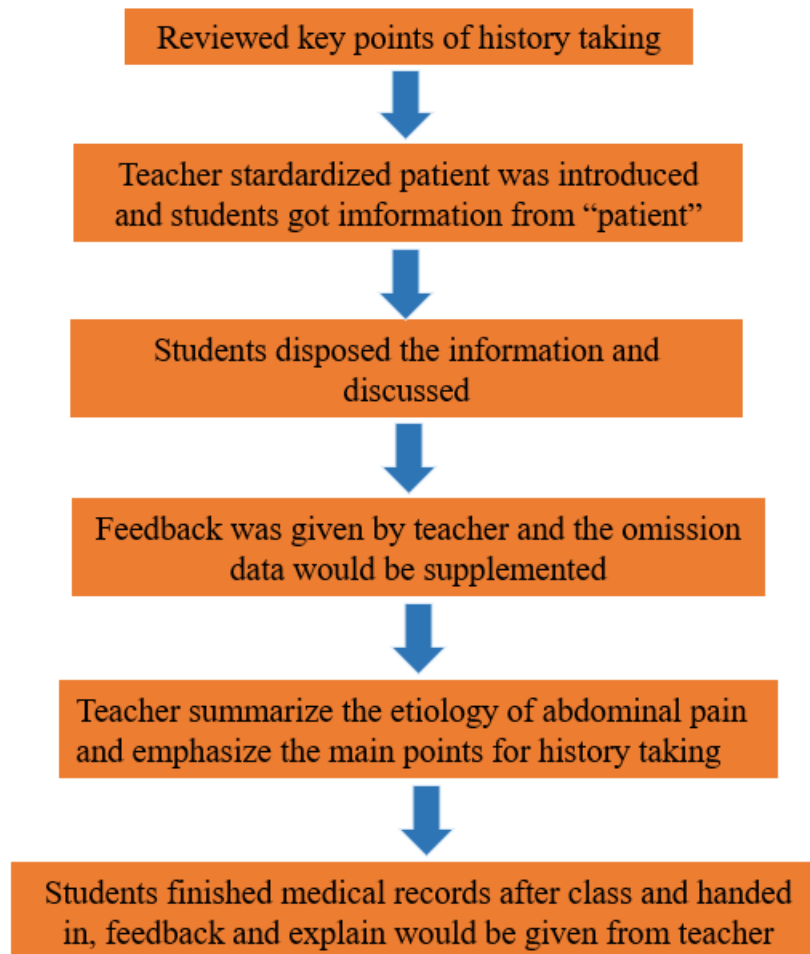 Reviewed key points of history taking
Teacher stardardized patient was introduced
and students got imformation from “patient”
Students disposed the information and
discussed
Feedback was given by teacher and the omission
data would be supplemented
Teacher summarize the etiology of abdominal pain
and emphasize the main points for history taking
Students finished medical records after class and handed
in, feedback and explain would be given from teacher